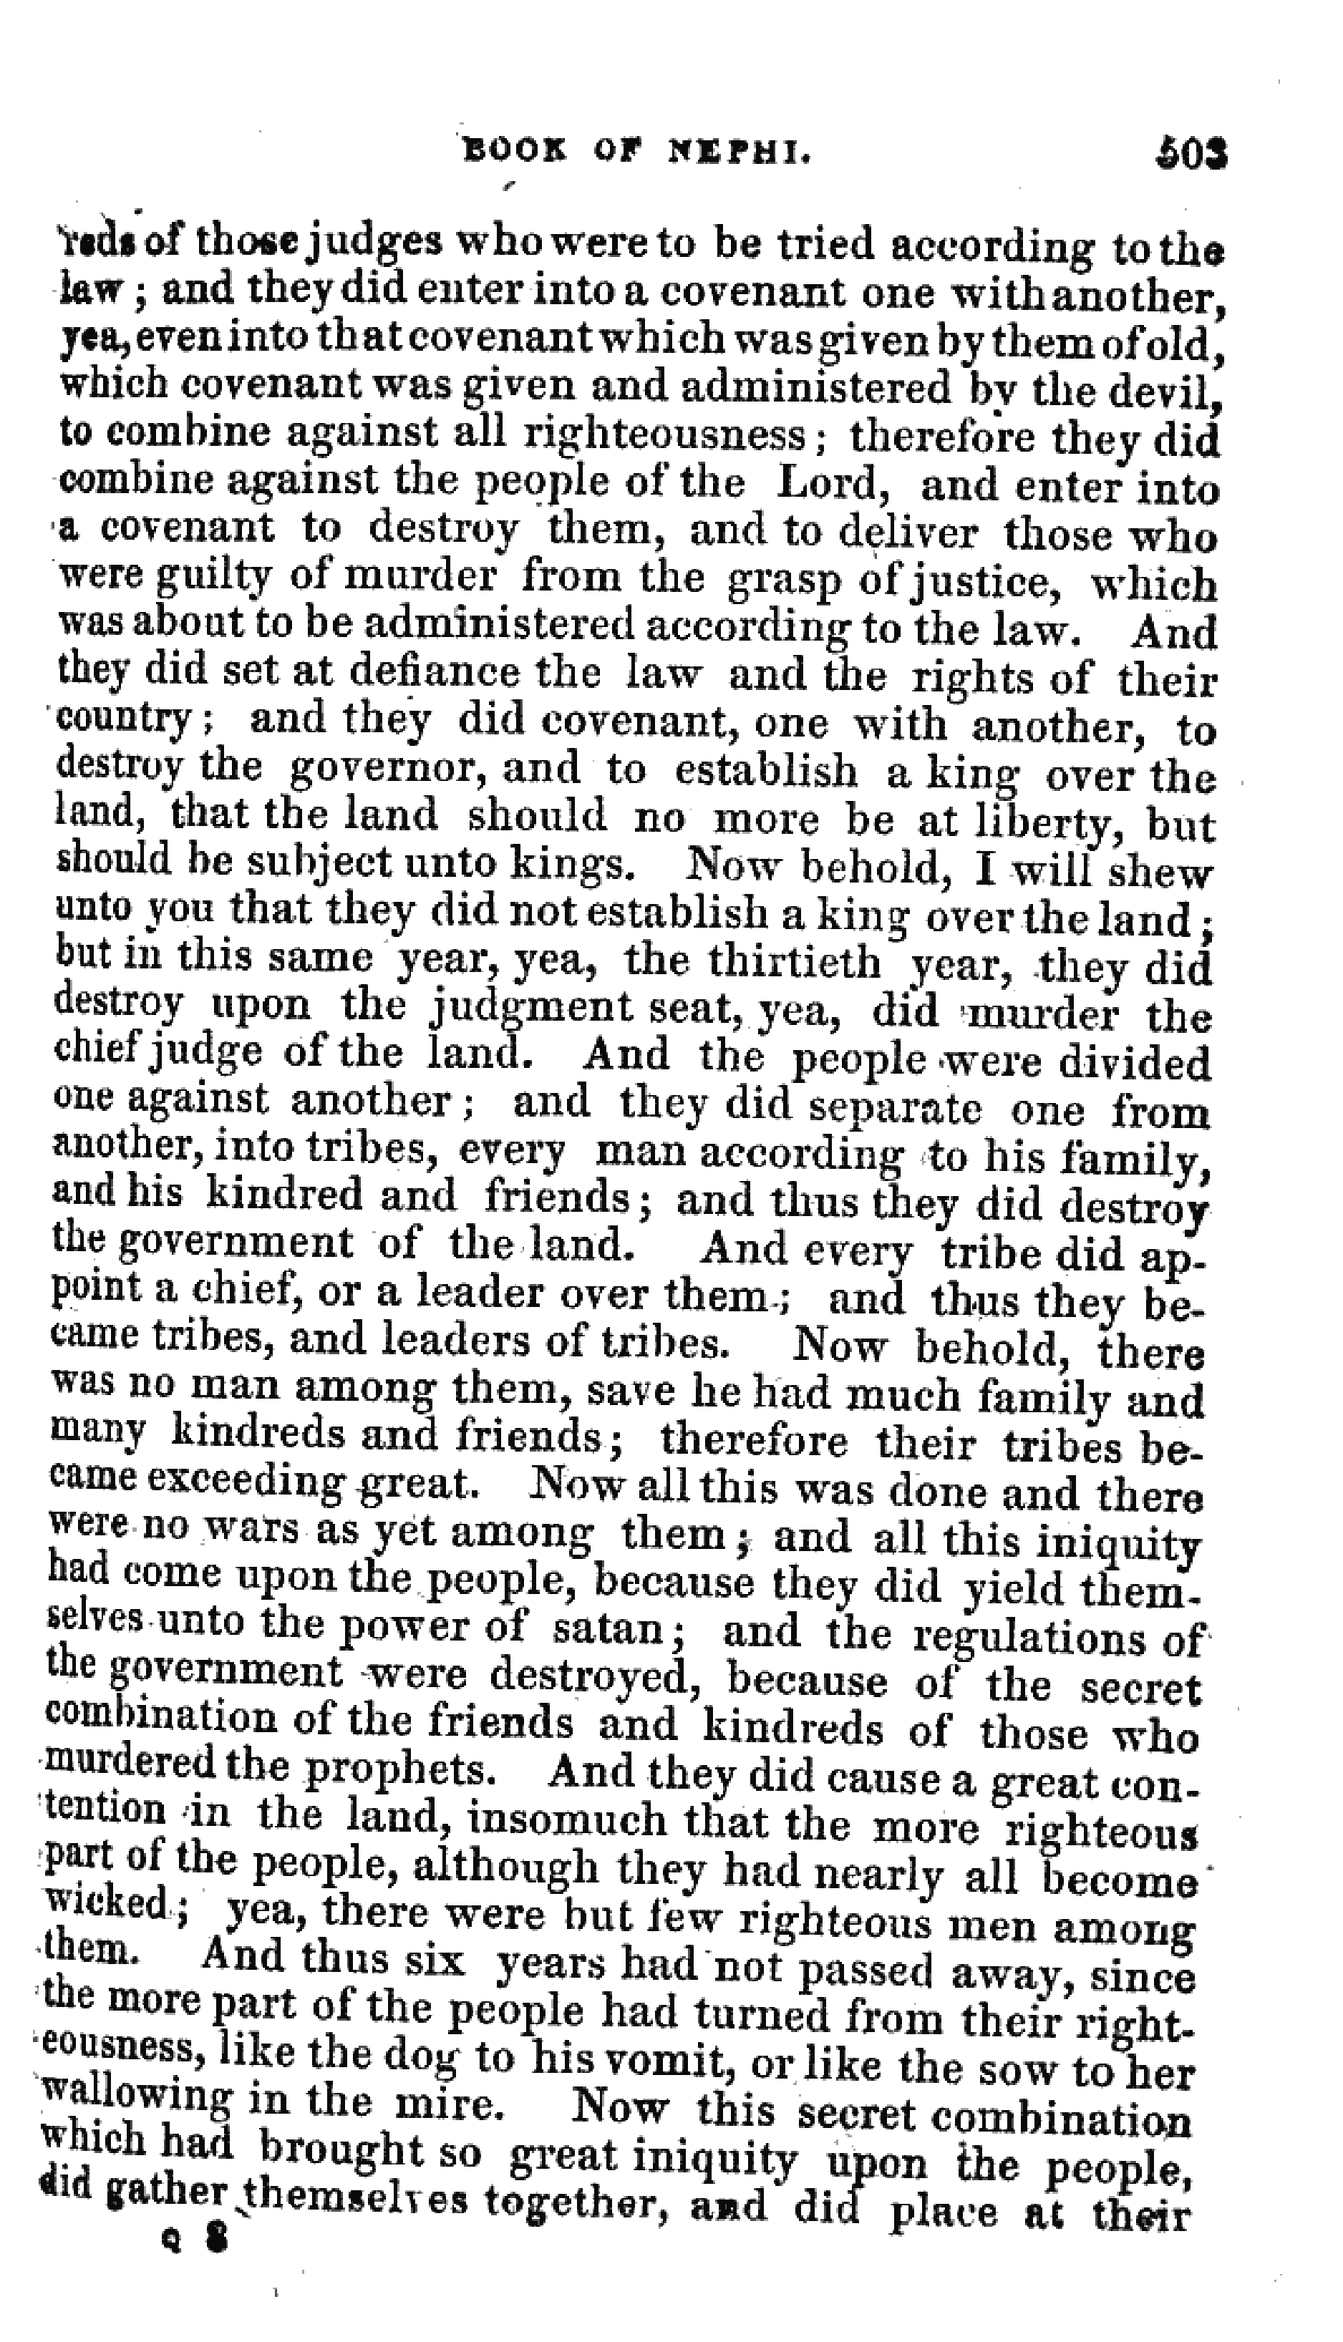 BOOK OF NEPHI. 503
reds of those judges who were to be tried according to the
law; and they did enter into a covenant one with another,
yea, even into that covenant which was given by them of old,
which covenant was given and administered by the devil,
to combine against all righteousness; therefore they did
combine against the people of the Lord, and enter into
a covenant to destroy them, and to deliver those who
were guilty of murder from the grasp of justice, which
was about to be administered according to the law. And
they did set at defiance the law and the rights of their
country; and they did covenant, one with another, to
destroy the governor, and to establish a king over the
land, that the land should no more be at liberty, but
should be subject unto kings. Now behold, I will shew
unto you that they did not establish a king over the land;
but in this same year, yea, the thirtieth year, they did
destroy upon the judgment seat, yea, did murder the
chief judge of the land. And the people were divided
one against another; and they did separate one from
another, into tribes, every man according to his family,
and his kindred and friends; and thus they did destroy
the government of the land. And every tribe did ap-
point a chief, or a leader over them; and thus they be-
came tribes, and leaders of tribes. Now behold, there
was no man among them, save he had much family and
many kindreds and friends; therefore their tribes be-
came exceeding great. Now all this was done and there
were no wars as yet among them; and all this iniquity
had come upon the people, because they did yield them-
selves unto the power of satan; and the regulations of
the government were destroyed, because of the secret
combination of the friends and kindreds of those who
murdered the prophets. And they did cause a great con-
tention in the land, insomuch that the more righteous
part of the people, although they had nearly all become
wicked; yea, there were but few righteous men among
them. And thus six years had not passed away, since
the more part of the people had turned from their right-
eousness, like the dog to his vomit, or like the sow to her
wallowing in the mire. Now this secret combination
which had brought so great iniquity upon the people,
did gather themselves together, and did place at their
Q 8